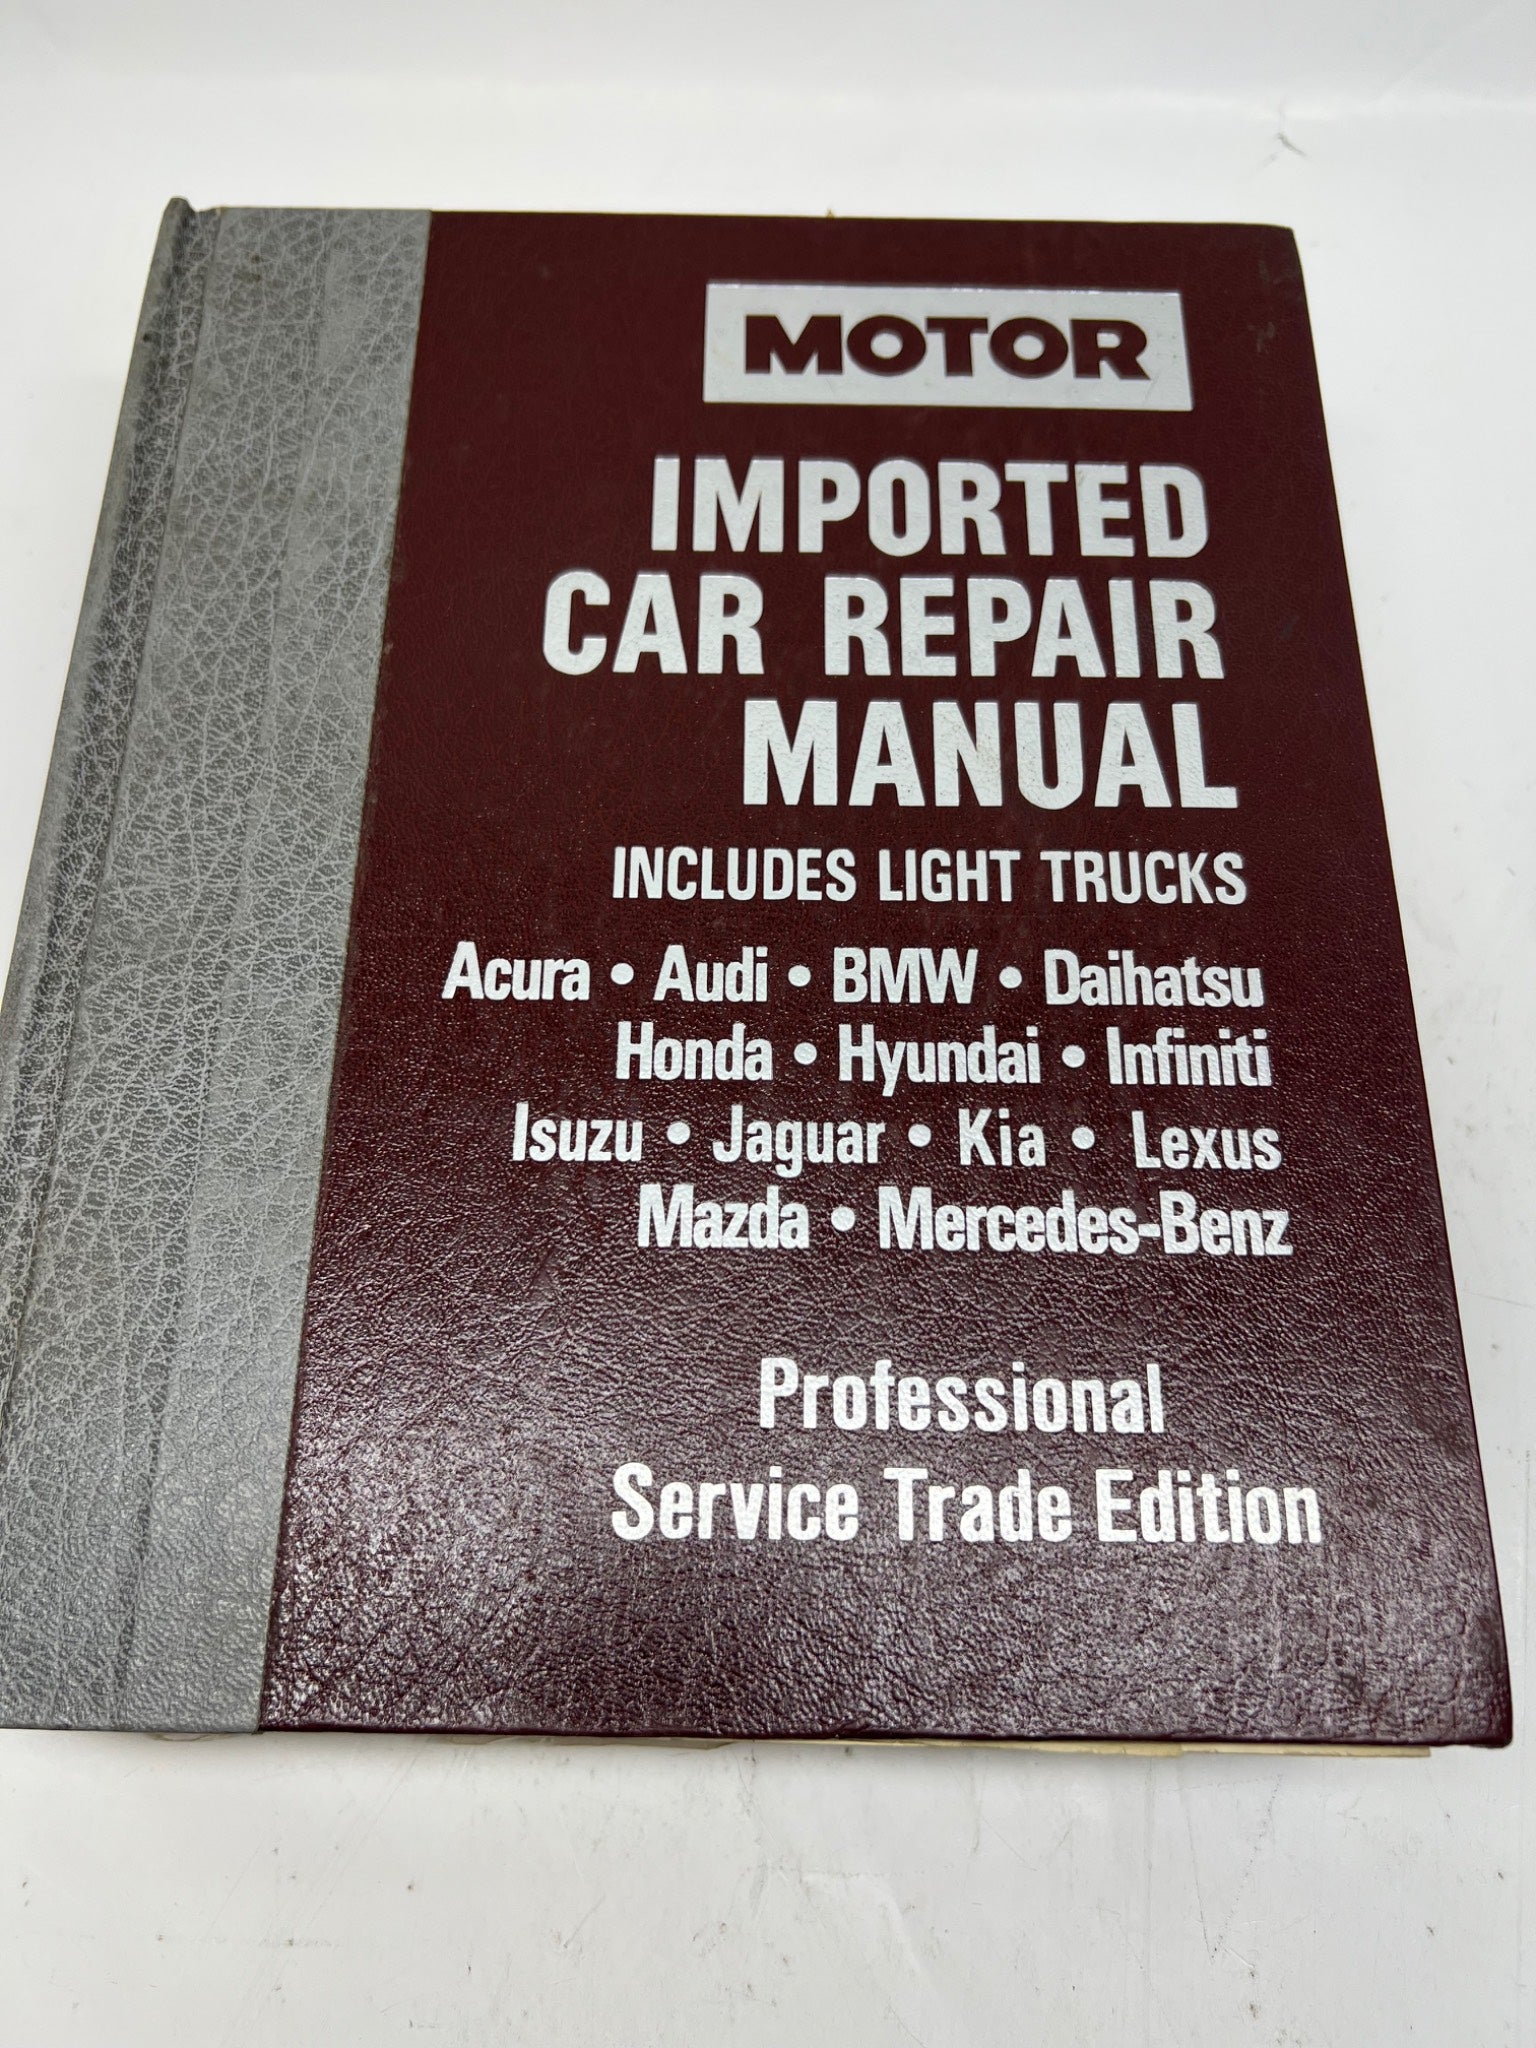 MOTOR
IMPORTED
CAR REPAIR
MANUAL
INCLUDES LIGHT TRUCKS
Acura • Audi • BMW • Daihatsu
Honda • Hyundai • Infiniti
Isuzu • Jaguar • Kia • Lexus
Mazda • Mercedes-Benz
Professional
Service Trade Edition